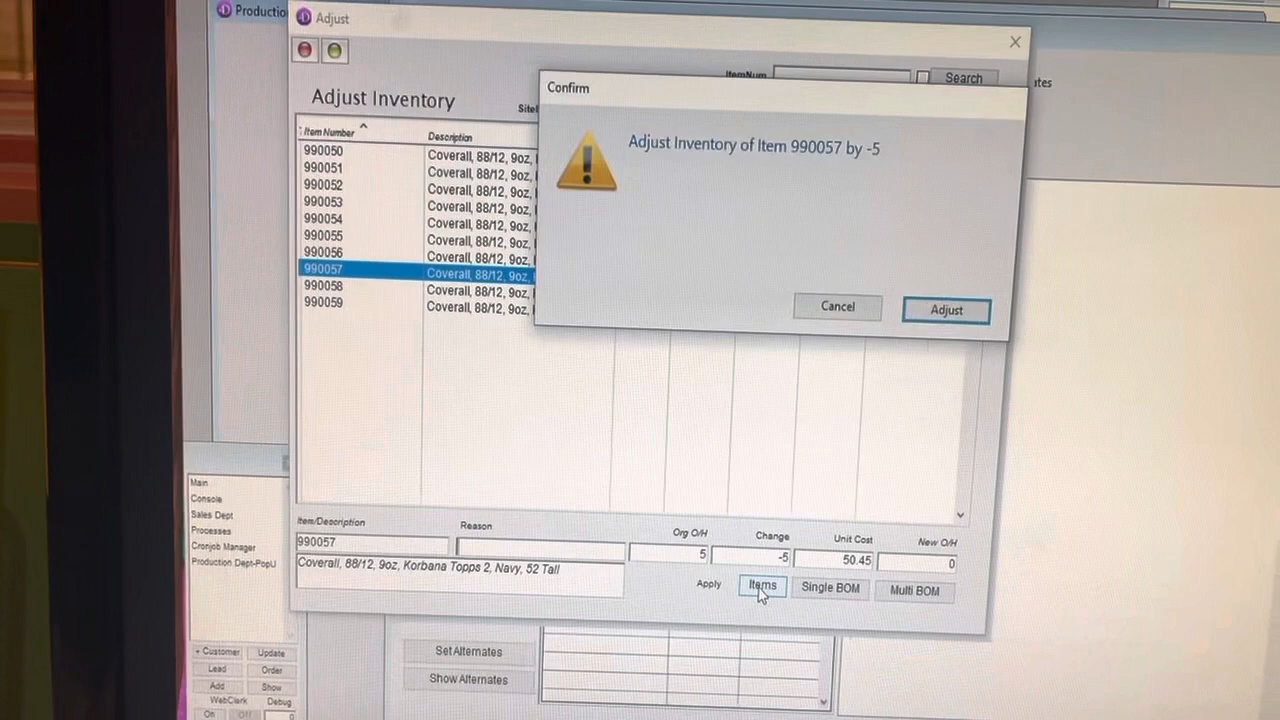 Productio
Adjust
ItemNum
Search
Adjust Inventory
Confirm
Adjust Inventory of Item 990057 by -5
Cancel
Adjust
Item Number
Description
990050
Coverall, 88/12, 9oz,
990051
Coverall, 88/12, 9oz,
990052
Coverall, 88/12, 9oz,
990053
Coverall, 88/12, 9oz,
990054
Coverall, 88/12, 9oz,
990055
Coverall, 88/12, 9oz,
990056
Coverall, 88/12, 9oz,
990057
Coverall, 88/12, 9oz,
990058
Coverall, 88/12, 9oz,
990059
Coverall, 88/12, 9oz,
Item/Description
Reason
Org O/H
Change
Unit Cost
New O/H
990057
5
-5
50.45
0
Coverall, 88/12, 9oz, Korbana Topps 2, Navy, 52 Tall
Apply
Items
Single BOM
Multi BOM
Main
Console
Sales Dept
Processes
Cronjob Manager
Production Dept-PopU
+ Customer
Update
Lead
Order
Add
Show
WebClerk
Debug
On
Off
0
Set Alternates
Show Alternates